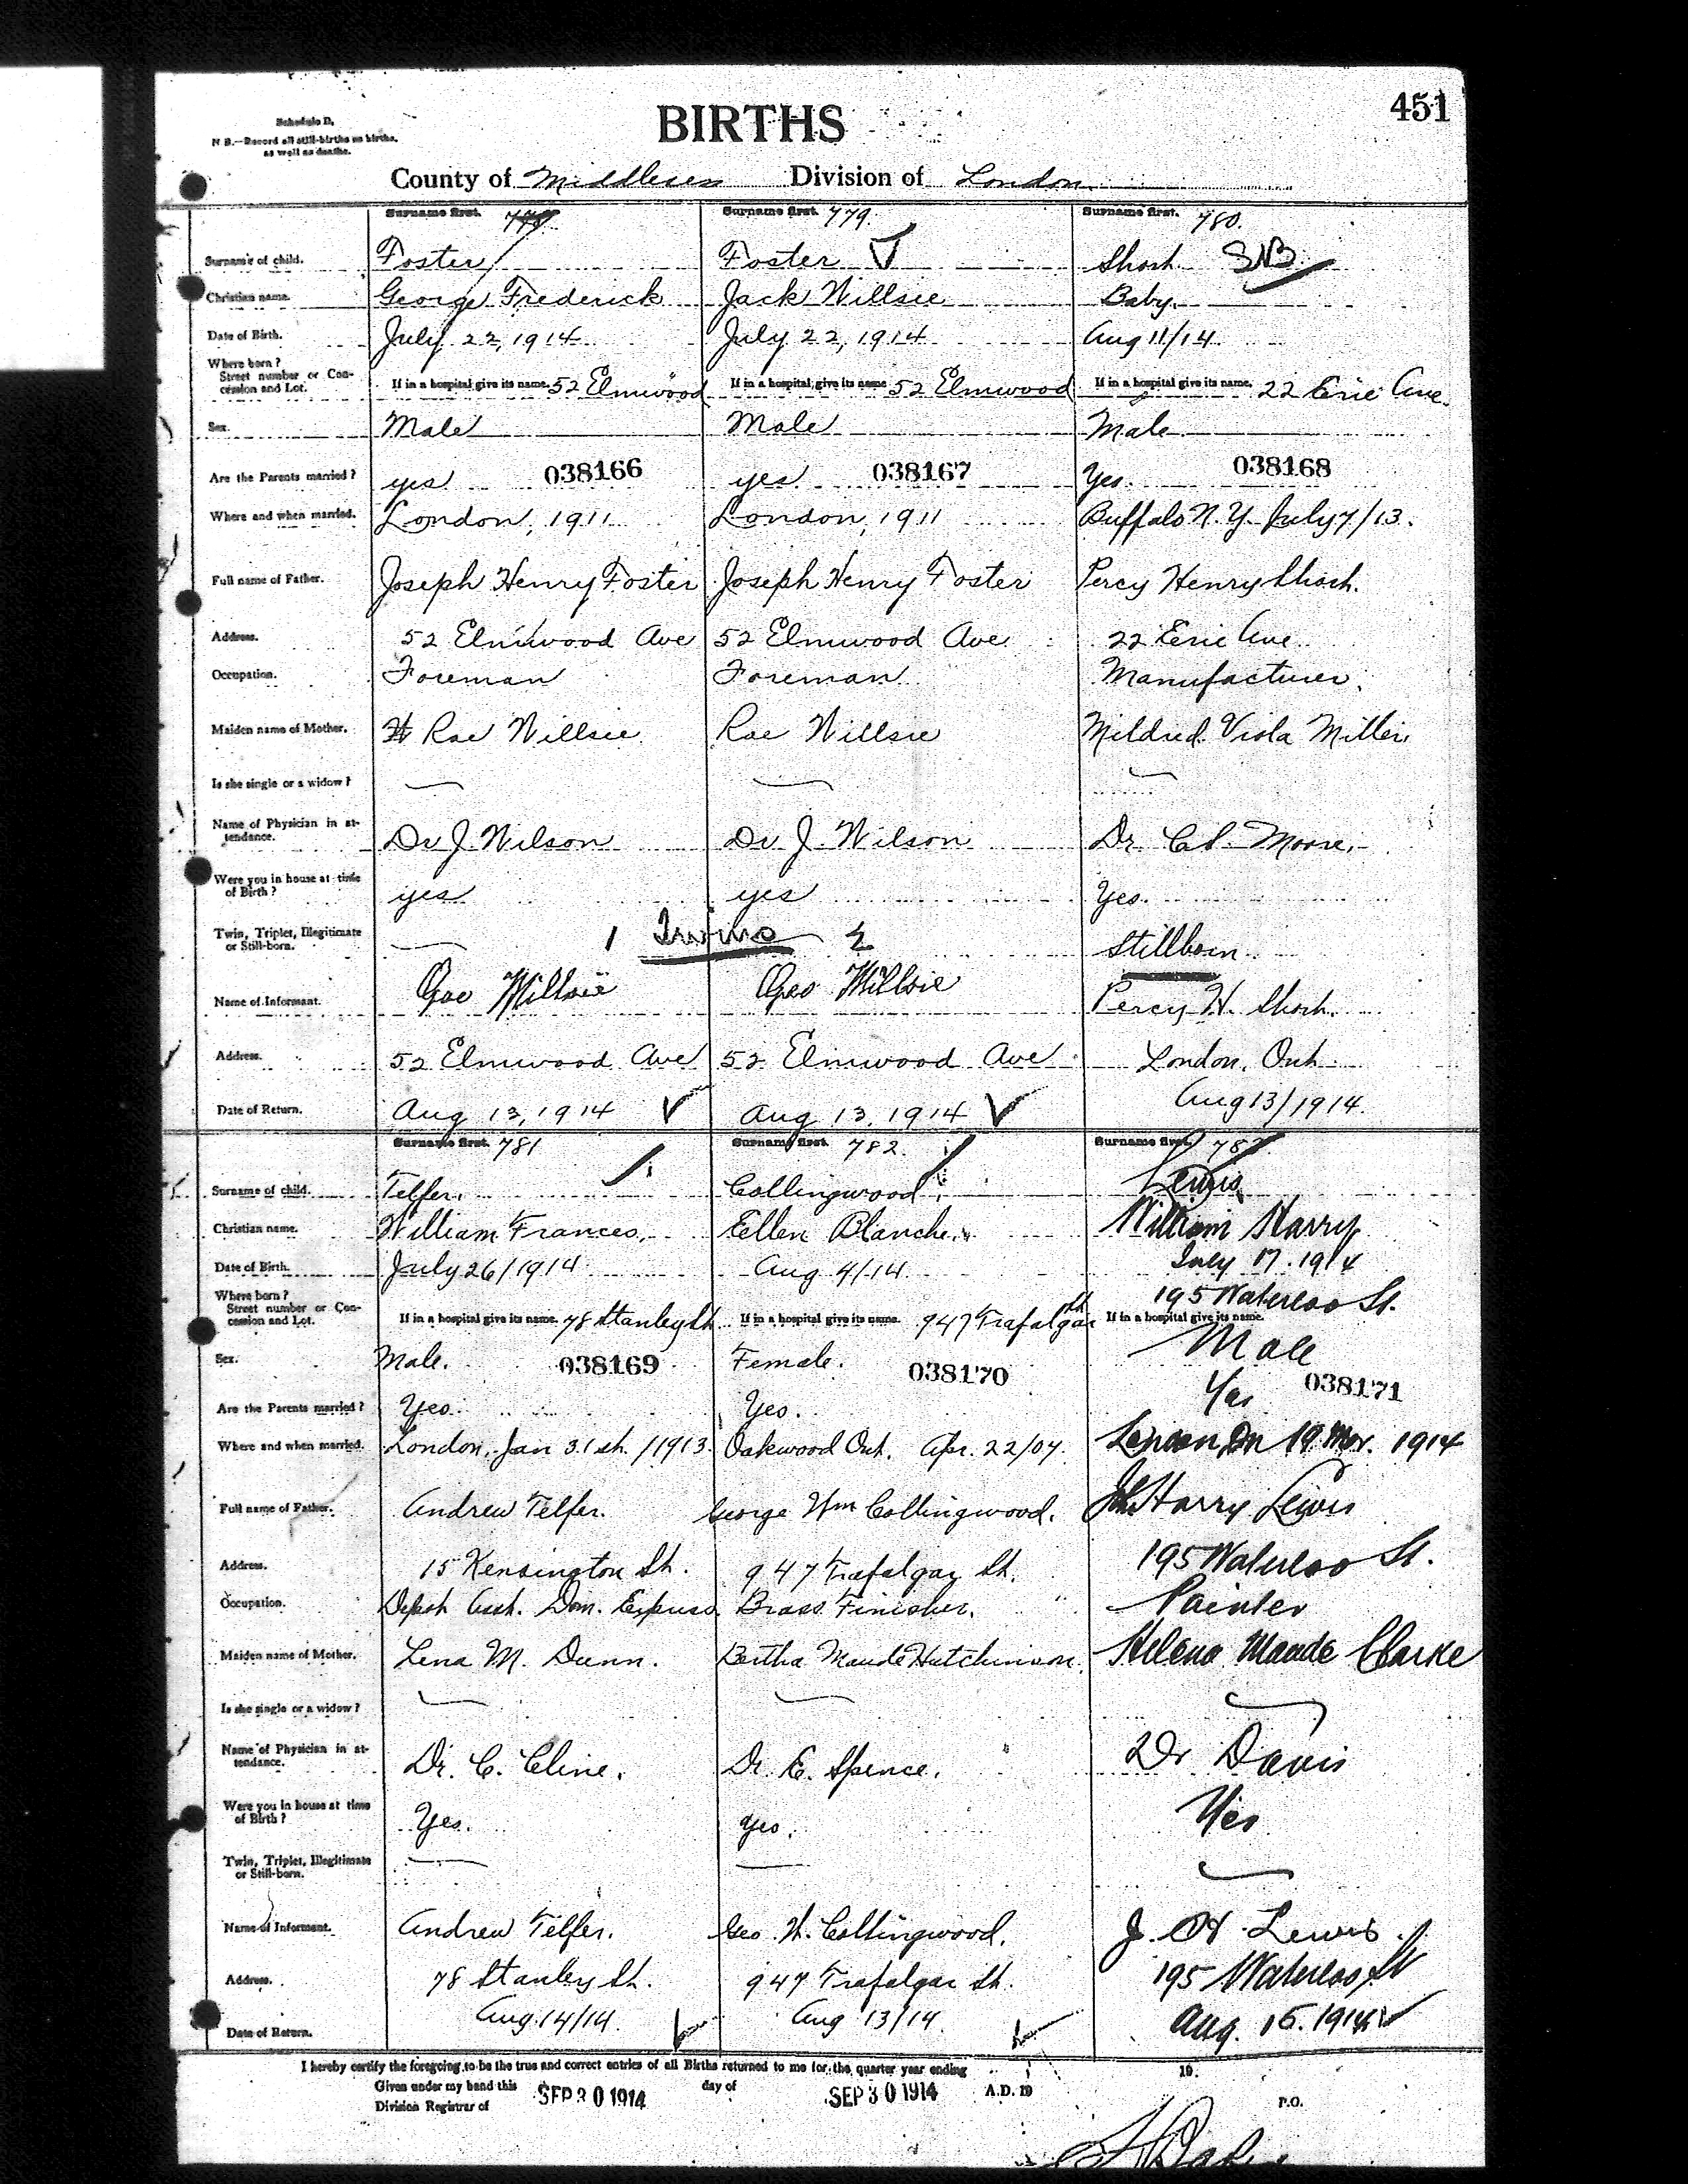 451
Schedule D.
N B.—Record all still-births as births, as well as deaths.
BIRTHS
County of Middlesex Division of London
Surname first. 778 Surname first. 779. Surname first. 780.
Surname of child. Foster Foster Short SB
Christian name. George Frederick Jack Willsie Baby.
Date of Birth. July 22, 1914 July 22, 1914 Aug 11/14
Where born?
Street number or Concession and Lot. If in a hospital give its name. 52 Elmwood If in a hospital give its name 52 Elmwood If in a hospital give its name. 22 Erie Ave.
Sex. Male Male Male
038166 038167 038168
Are the Parents married? yes yes Yes.
Where and when married. London, 1911 London, 1911 Buffalo N.Y. July 7/13.
Full name of Father. Joseph Henry Foster Joseph Henry Foster Percy Henry Short.
Address. 52 Elmwood Ave 52 Elmwood Ave 22 Erie Ave.
Occupation. Foreman Foreman Manufacturer.
Maiden name of Mother. Rae Willsie Rae Willsie Mildred Viola Miller.
Is she single or a widow? — — —
Name of Physician in attendance. Dr J. Wilson Dr J. Wilson Dr. Moore.
Were you in house at time of Birth? yes yes Yes.
Twin, Triplet, Illegitimate or Still-born. — 1 Twins 2 Stillborn
Name of Informant. Geo Willsie Geo Willsie Percy H. Short.
Address. 52 Elmwood Ave 52 Elmwood Ave London, Ont.
Date of Return. Aug 13, 1914 ✓ Aug 13, 1914 ✓ Aug 13/1914.
Surname first. 781 Surname first. 782. Surname first. 783
Surname of child. Telfer. Collingwood. Lewis
Christian name. William Frances. Ellen Blanche. William Harry
Date of Birth. July 26/1914 Aug 4/14. July 17. 1914
Where born?
Street number or Concession and Lot. If in a hospital give its name. 78 Stanley St. If in a hospital give its name. 947 Trafalgar St If in a hospital give its name. 195 Waterloo St.
Sex. Male. 038169 Female. 038170 Male
038171
Are the Parents married? Yes. Yes. Yes
Where and when married. London, Jan 31st. /1913. Oakwood Ont. Apr. 22/07. London On 19 Mar. 1914
Full name of Father. Andrew Telfer. George Wm Collingwood. Jno Harry Lewis
Address. 15 Kensington St. 947 Trafalgar St. 195 Waterloo St.
Occupation. Depot Asst. Dom. Express. Brass Finisher. Painter
Maiden name of Mother. Lena M. Dunn. Bertha Maude Hutchinson. Helena Maude Clarke
Is she single or a widow? — — —
Name of Physician in attendance. Dr. C. Cline. Dr. E. Spence. Dr Davis
Were you in house at time of Birth? Yes. Yes. Yes
Twin, Triplet, Illegitimate or Still-born. — — —
Name of Informant. Andrew Telfer. Geo. W. Collingwood. J. H. Lewis
Address. 78 Stanley St. 947 Trafalgar St. 195 Waterloo St
Date of Return. Aug. 14/14. ✓ Aug 13/14. ✓ Aug. 16. 1914 ✓
I hereby certify the foregoing to be the true and correct entries of all Births returned to me for the quarter year ending 19.
Given under my hand this SEP 30 1914 day of SEP 30 1914 A.D. 19
Division Registrar of P.O.